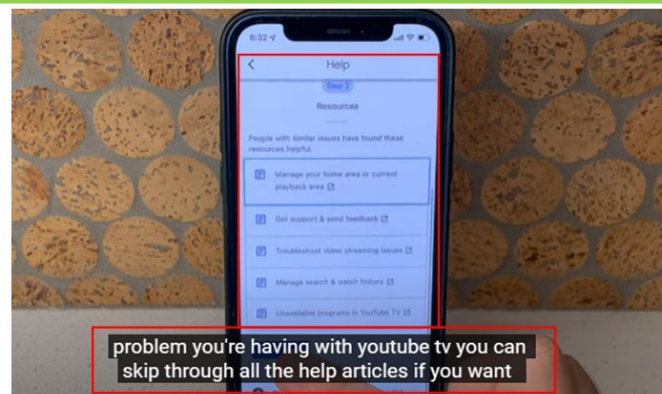 6:32
Help
Step 2
Resources
People with similar issues have found these
resources helpful.
Manage your home area or current
playback area
Get support & send feedback
Troubleshoot video streaming issues
Manage search & watch history
Unavailable programs in YouTube TV
problem you're having with youtube tv you can
skip through all the help articles if you want